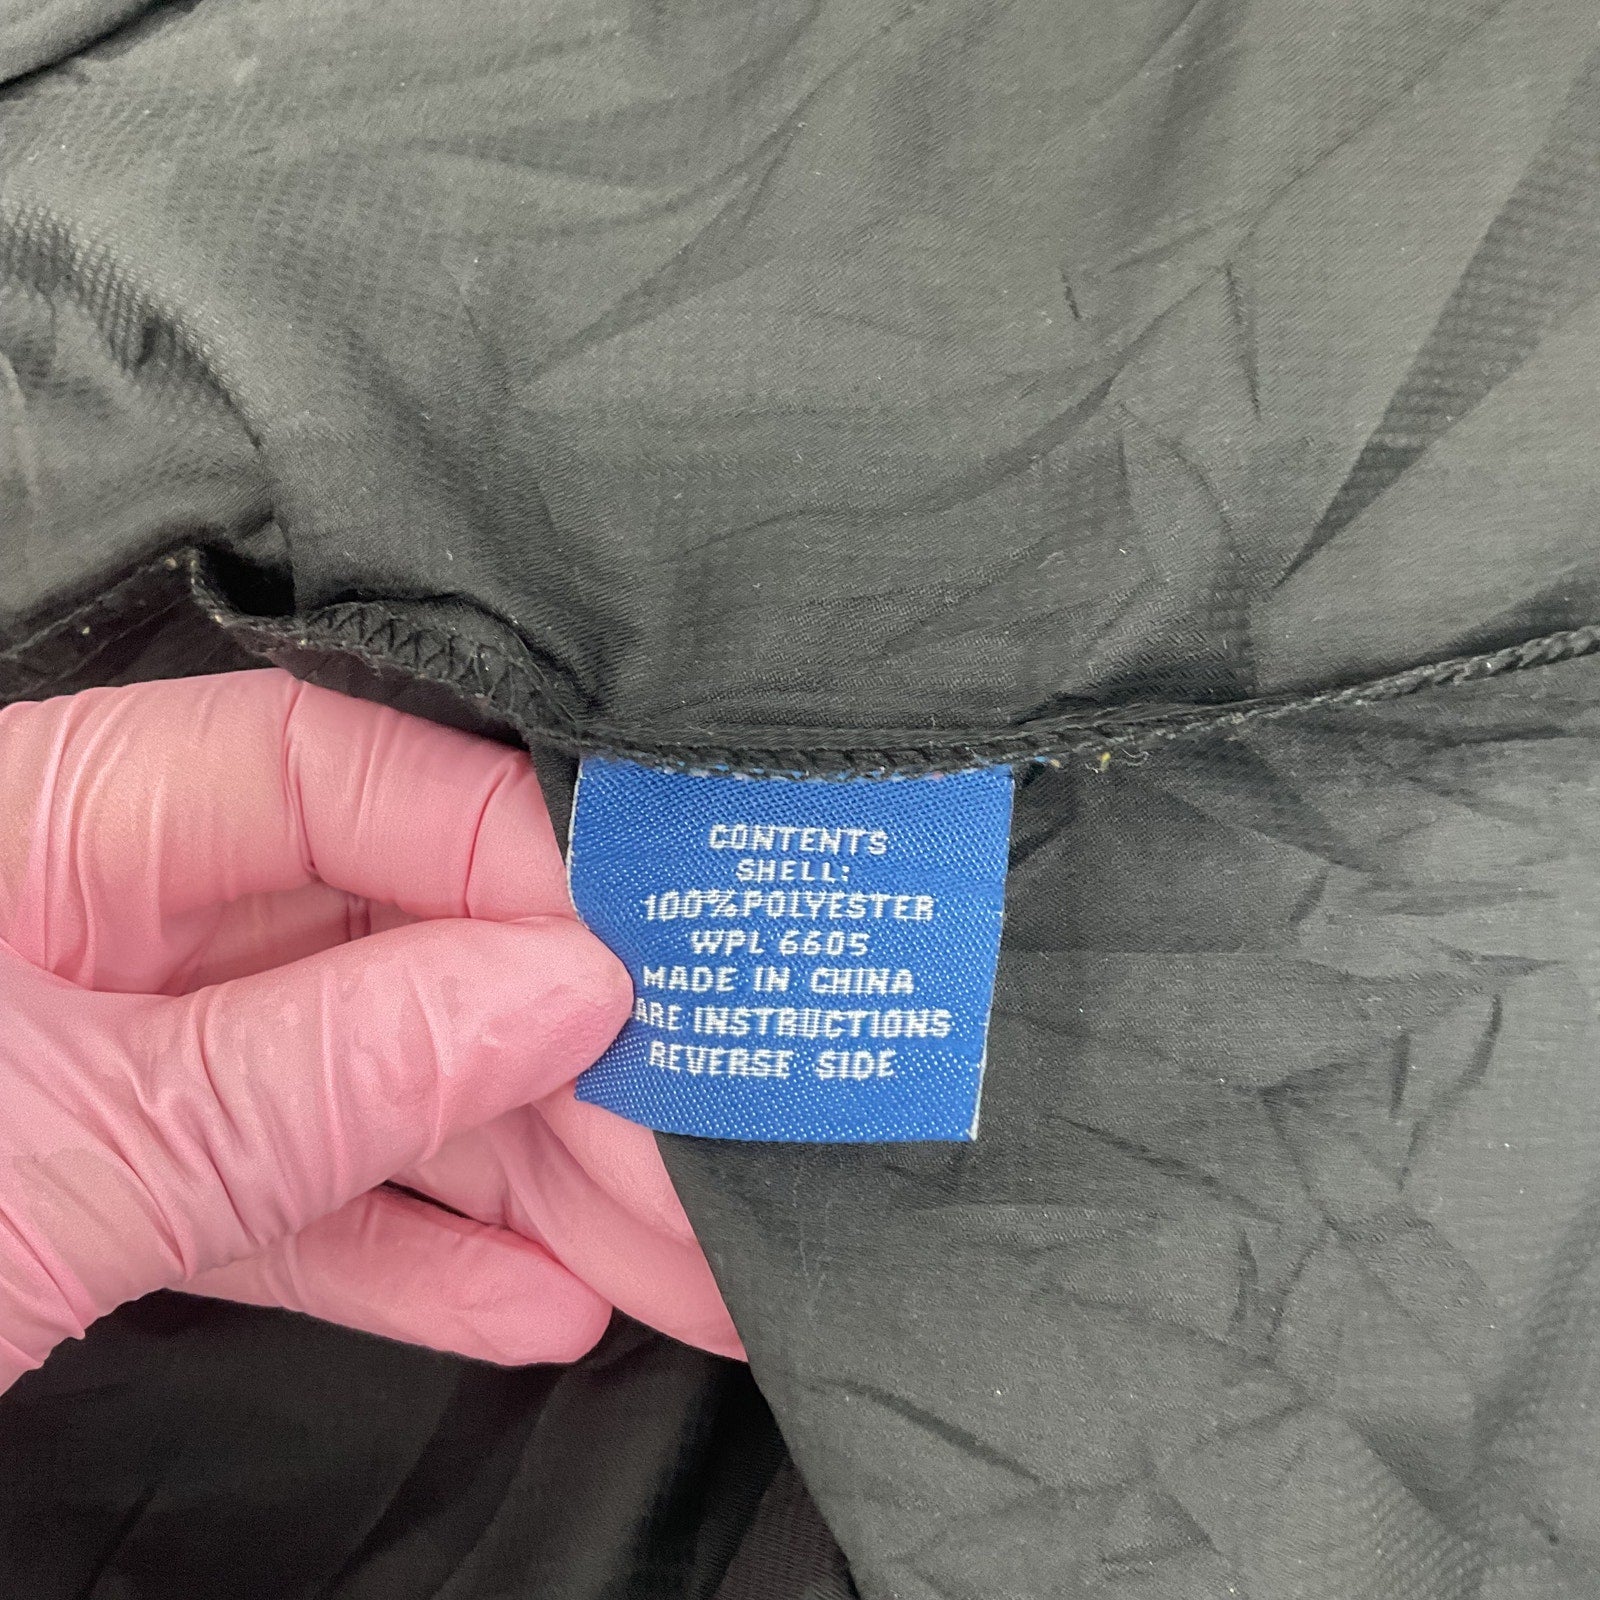 CONTENTS
SHELL:
100%POLYESTER
WPL 6605
MADE IN CHINA
ARE INSTRUCTIONS
REVERSE SIDE